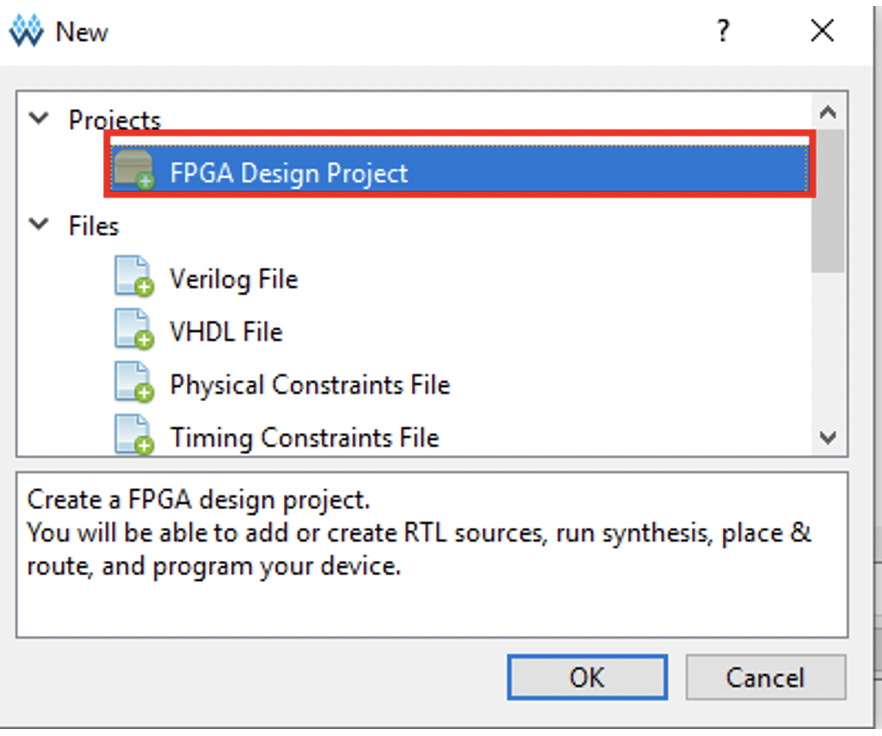 New
?
Projects
FPGA Design Project
Files
Verilog File
VHDL File
Physical Constraints File
Timing Constraints File
Create a FPGA design project.
You will be able to add or create RTL sources, run synthesis, place &
route, and program your device.
OK
Cancel